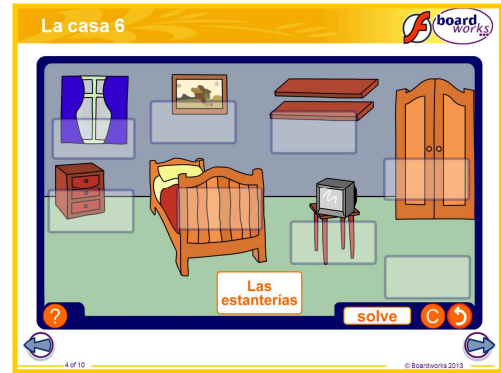 La casa 6
board
works
Las
estanterías
?
solve
C
4 of 10
© Boardworks 2013